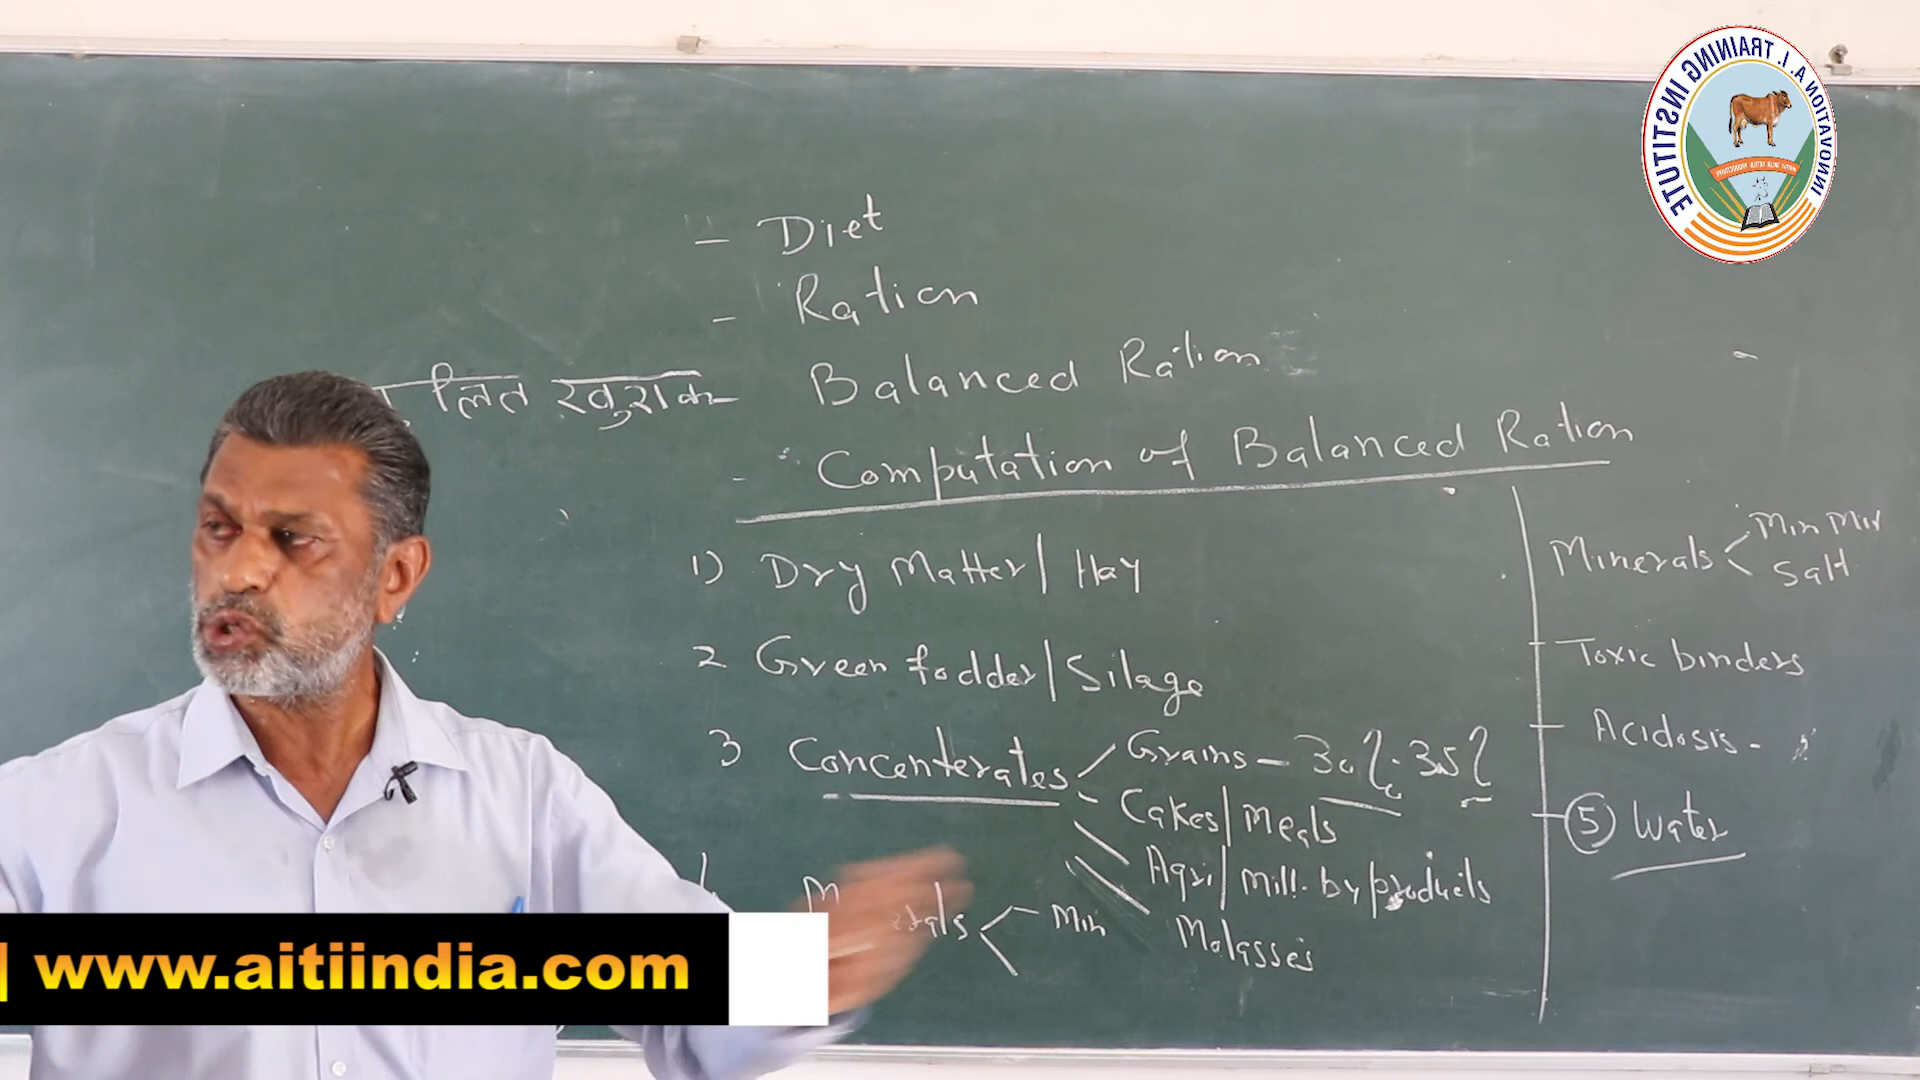 INNOVATION A. I. TRAINING INSTITUTE
- Diet
- Ration
लित खुराक - Balanced Ration
- Computation of Balanced Ration
1) Dry Matter/ Hay
2 Green fodder/Silage
3 Concenterates
Grains - 30%-35%
Cakes/Meals
Agri/Mill. by products
Molasses
Min
Minerals
Min Mix
Salt
Toxic binders
Acidosis -
5 Water
www.aitiindia.com